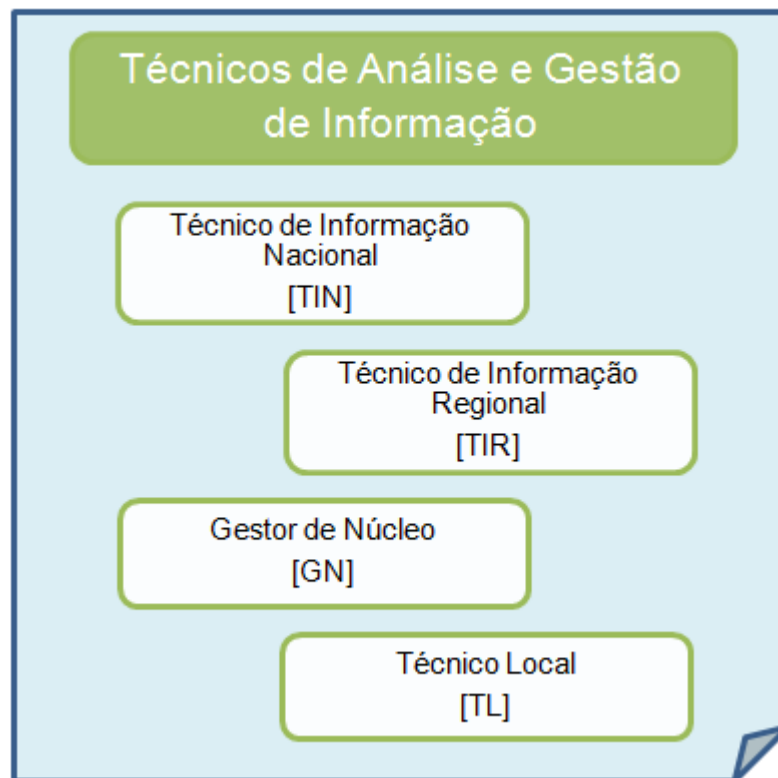 Técnicos de Análise e Gestão
de Informação
Técnico de Informação
Nacional
[TIN]
Técnico de Informação
Regional
[TIR]
Gestor de Núcleo
[GN]
Técnico Local
[TL]